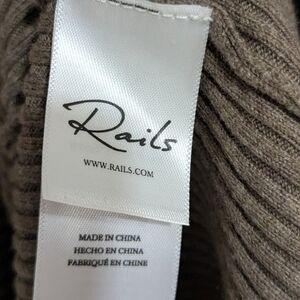 Rails
WWW.RAILS.COM
MADE IN CHINA
HECHO EN CHINA
FABRIQUÉ EN CHINE